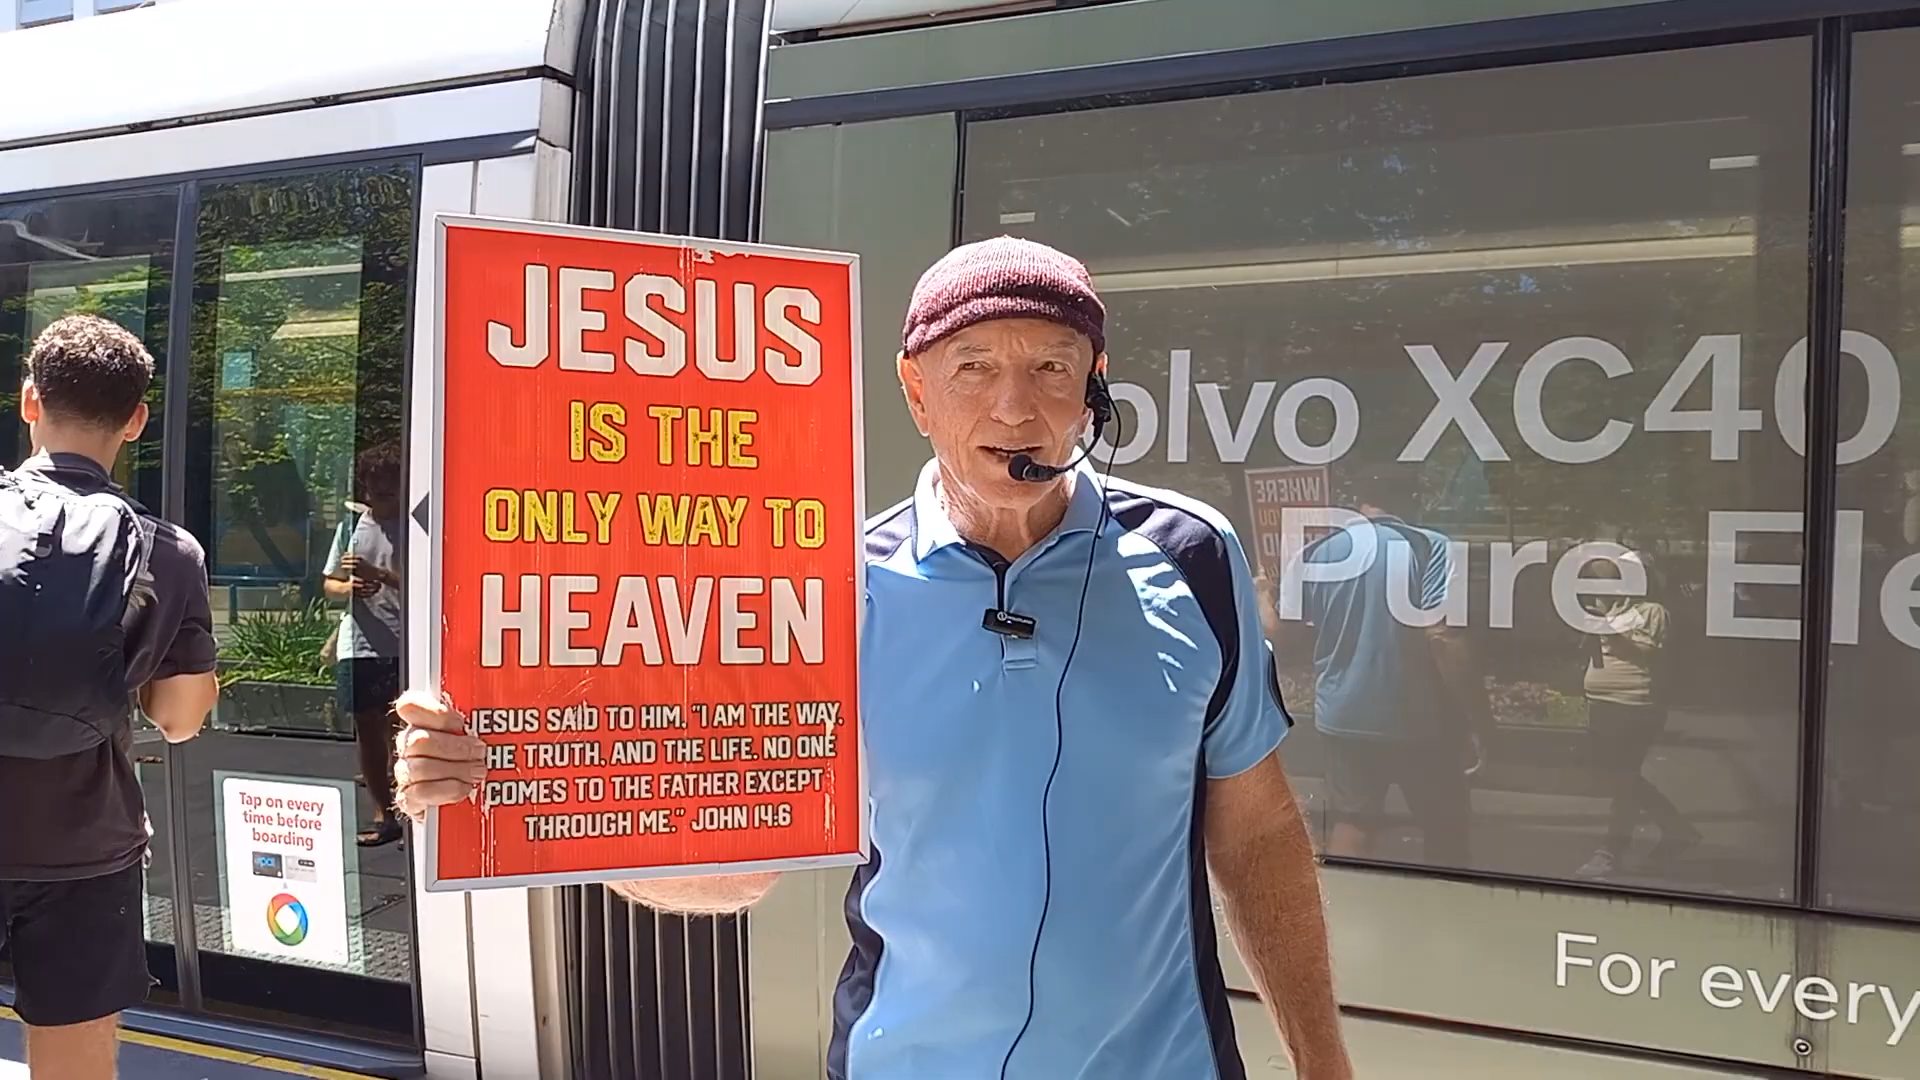 JESUS
IS THE
ONLY WAY TO
HEAVEN
JESUS SAID TO HIM, "I AM THE WAY,
HE TRUTH, AND THE LIFE. NO ONE
COMES TO THE FATHER EXCEPT
THROUGH ME." JOHN 14:6
Tap on every
time before
boarding
olvo XC40
Pure Ele
For every
WHERE